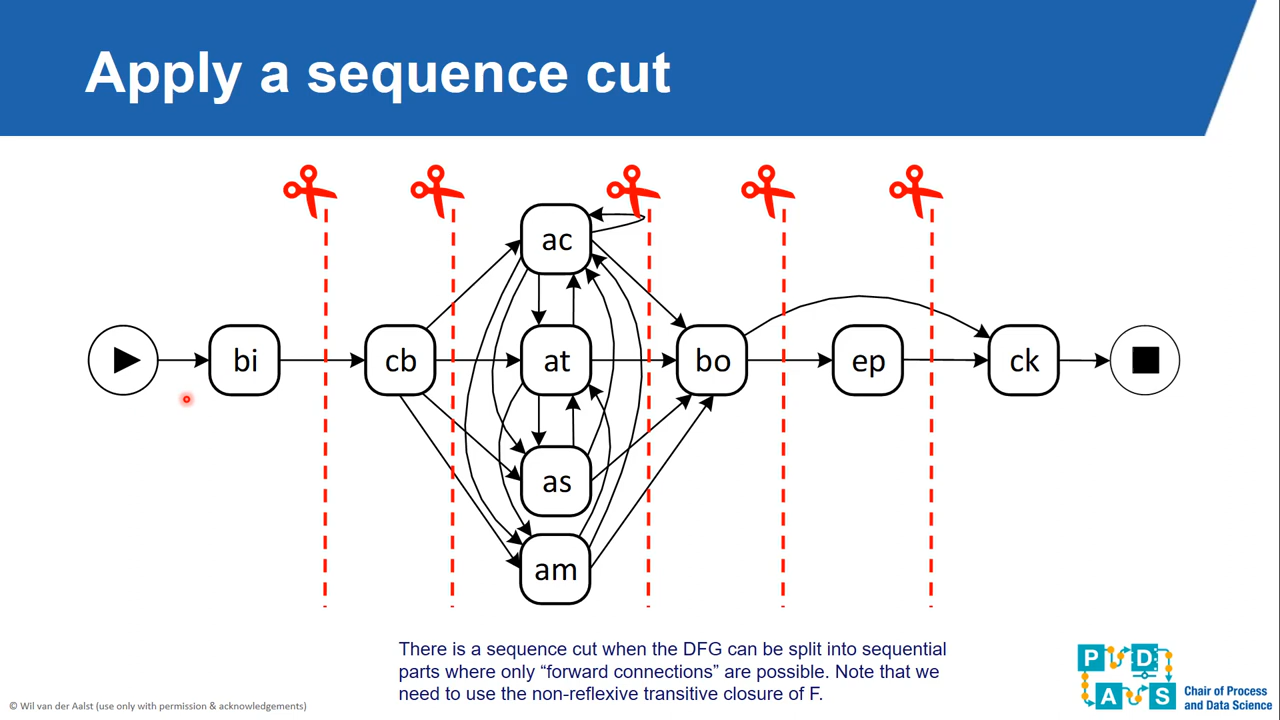 Apply a sequence cut
ac
bi
cb
at
bo
ep
ck
as
am
There is a sequence cut when the DFG can be split into sequential
parts where only “forward connections” are possible. Note that we
need to use the non-reflexive transitive closure of F.
P D
A S
Chair of Process
and Data Science
© Wil van der Aalst (use only with permission & acknowledgements)